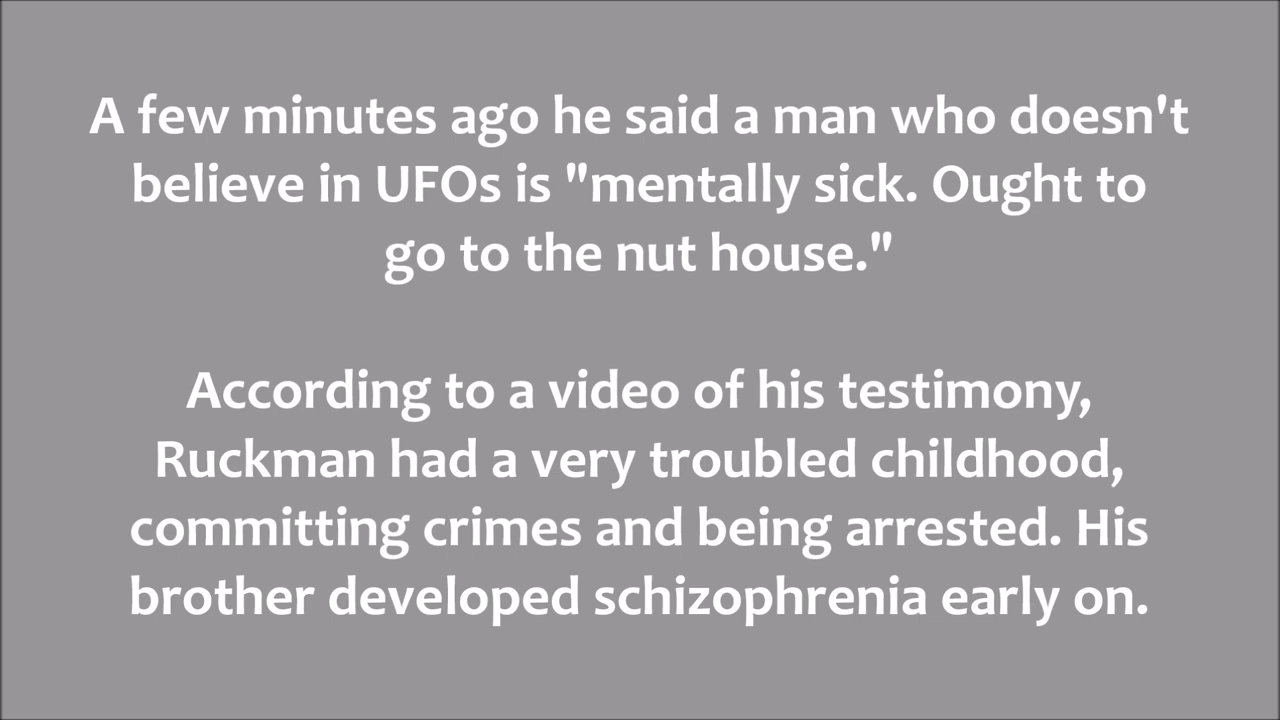 A few minutes ago he said a man who doesn't
believe in UFOs is "mentally sick. Ought to
go to the nut house."
According to a video of his testimony,
Ruckman had a very troubled childhood,
committing crimes and being arrested. His
brother developed schizophrenia early on.